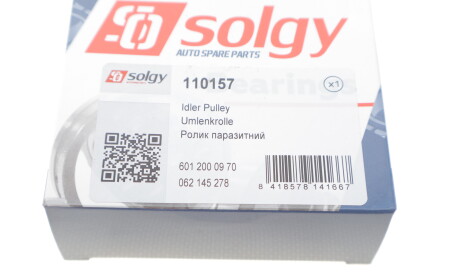 solgy
AUTO SPARE PARTS
solgy 110157 x1
bearings
Idler Pulley
Umlenkrolle
Ролик паразитний
601 200 09 70
062 145 278
8 418578 141667